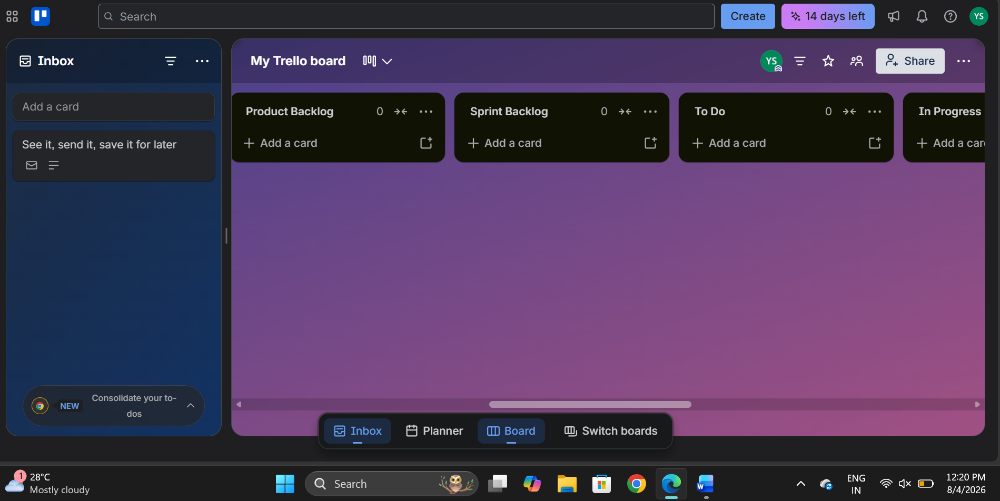 Search
Create
14 days left
YS
Inbox
My Trello board
YS
Share
Add a card
See it, send it, save it for later
Product Backlog 0
Add a card
Sprint Backlog 0
Add a card
To Do 0
Add a card
In Progress
Add a car
NEW
Consolidate your to-
dos
Inbox
Planner
Board
Switch boards
1
28°C
Mostly cloudy
Search
ENG
IN
12:20 PM
8/4/2026